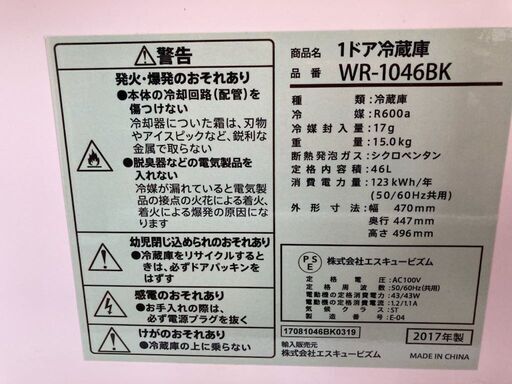 警告
発火・爆発のおそれあり
●本体の冷却回路(配管)を
傷つけない
冷却器についた霜は、刃物
やアイスピックなど、鋭利な
金属で取らない
●脱臭器などの電気製品を
入れない
冷媒が漏れていると電気製
品の接点の火花による着
火、着火による爆発の原因に
なります
幼児閉じ込められのおそれあり
●冷蔵庫をリサイクルすると
きは、必ずドアパッキンを
はずす
感電のおそれあり
●お手入れの際は、
必ず電源プラグを抜く
けがのおそれあり
●冷蔵庫の上に乗らない
商品名 1ドア冷蔵庫
品番 WR-1046BK
種類:冷蔵庫
冷媒:R600a
冷媒封入量:17g
重量:15.0kg
断熱発泡ガス:シクロペンタン
定格内容積:46L
消費電力量:123kWh/年
(50/60Hz共用)
外形寸法:幅 470mm
奥行 447mm
高さ 496mm
PSE 株式会社エスキュービズム
定格電圧:AC100V
定格周波数:50/60Hz(共用)
電動機の定格消費電力:43/43W
電動機の定格消費電流:1.2/1.1A
気候クラス:ST
製造番号:E-04
17081046BK0319
2017年製
輸入販売元
株式会社エスキュービズム
MADE IN CHINA